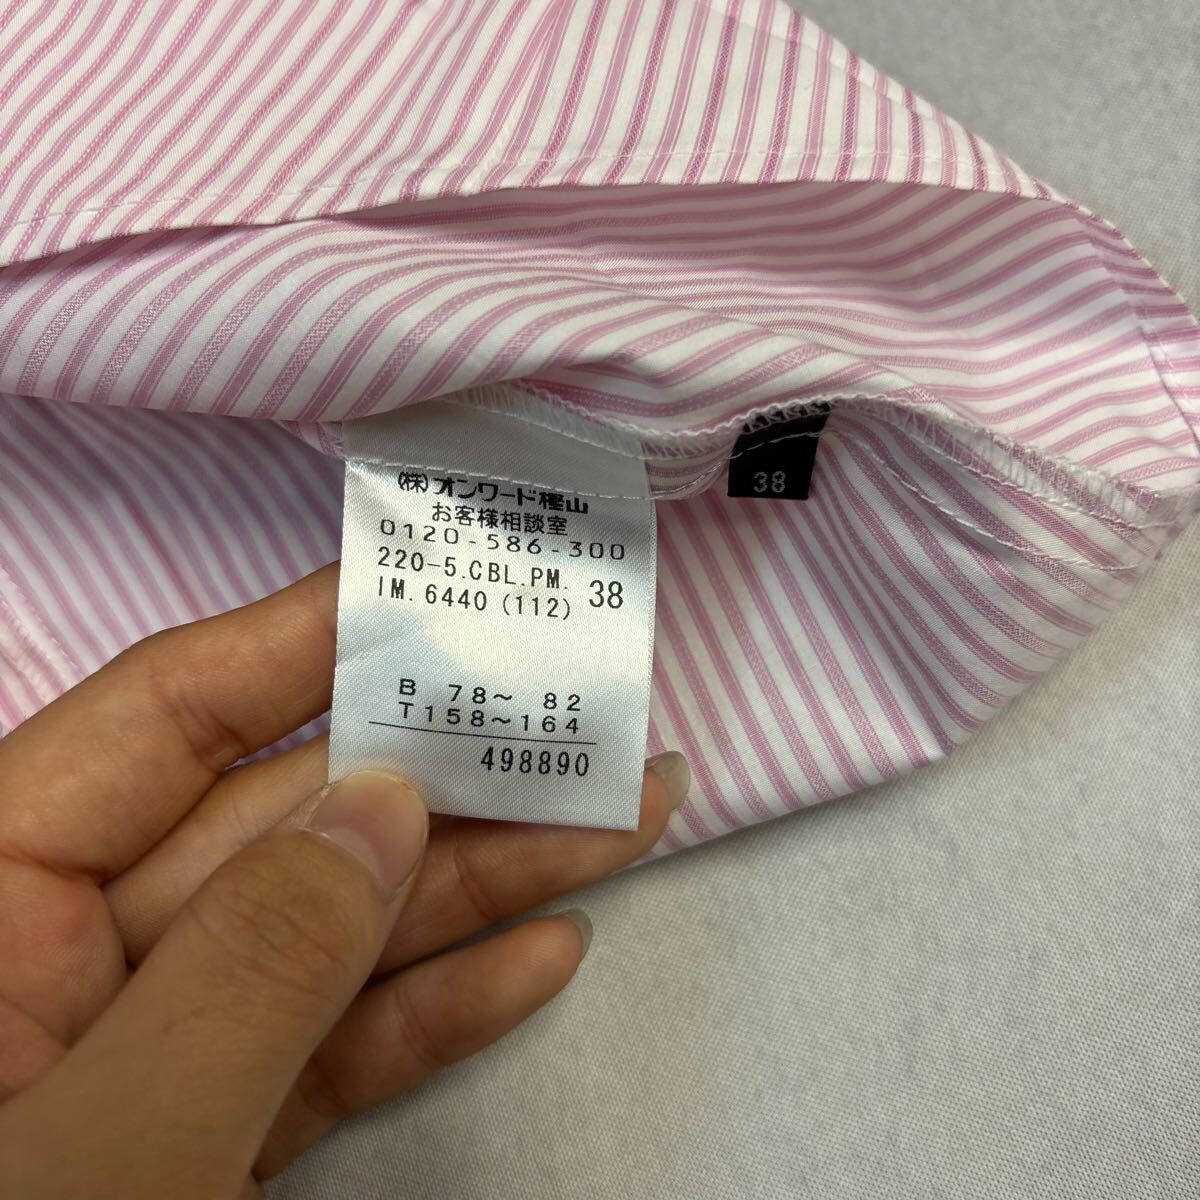 (株)オンワード樫山
お客様相談室
0120-586-300
220-5.CBL.PM. 38
IM.6440 (112)
B 78〜 82
T158〜164
498890
38